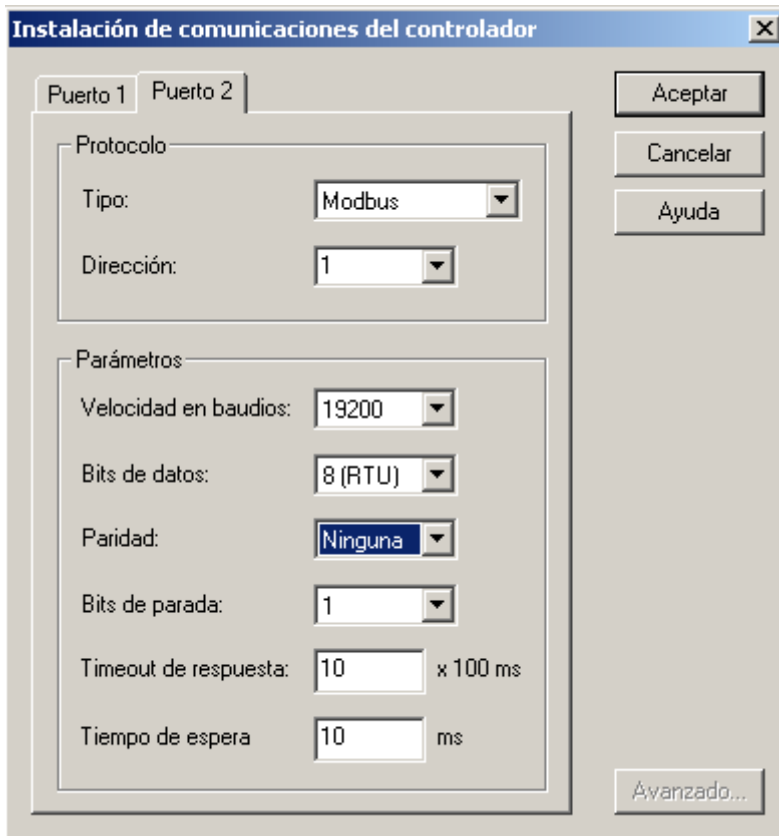 Instalación de comunicaciones del controlador
Puerto 1 Puerto 2
Protocolo
Tipo: Modbus
Dirección: 1
Parámetros
Velocidad en baudios: 19200
Bits de datos: 8 (RTU)
Paridad: Ninguna
Bits de parada: 1
Timeout de respuesta: 10 x 100 ms
Tiempo de espera 10 ms
Aceptar
Cancelar
Ayuda
Avanzado...